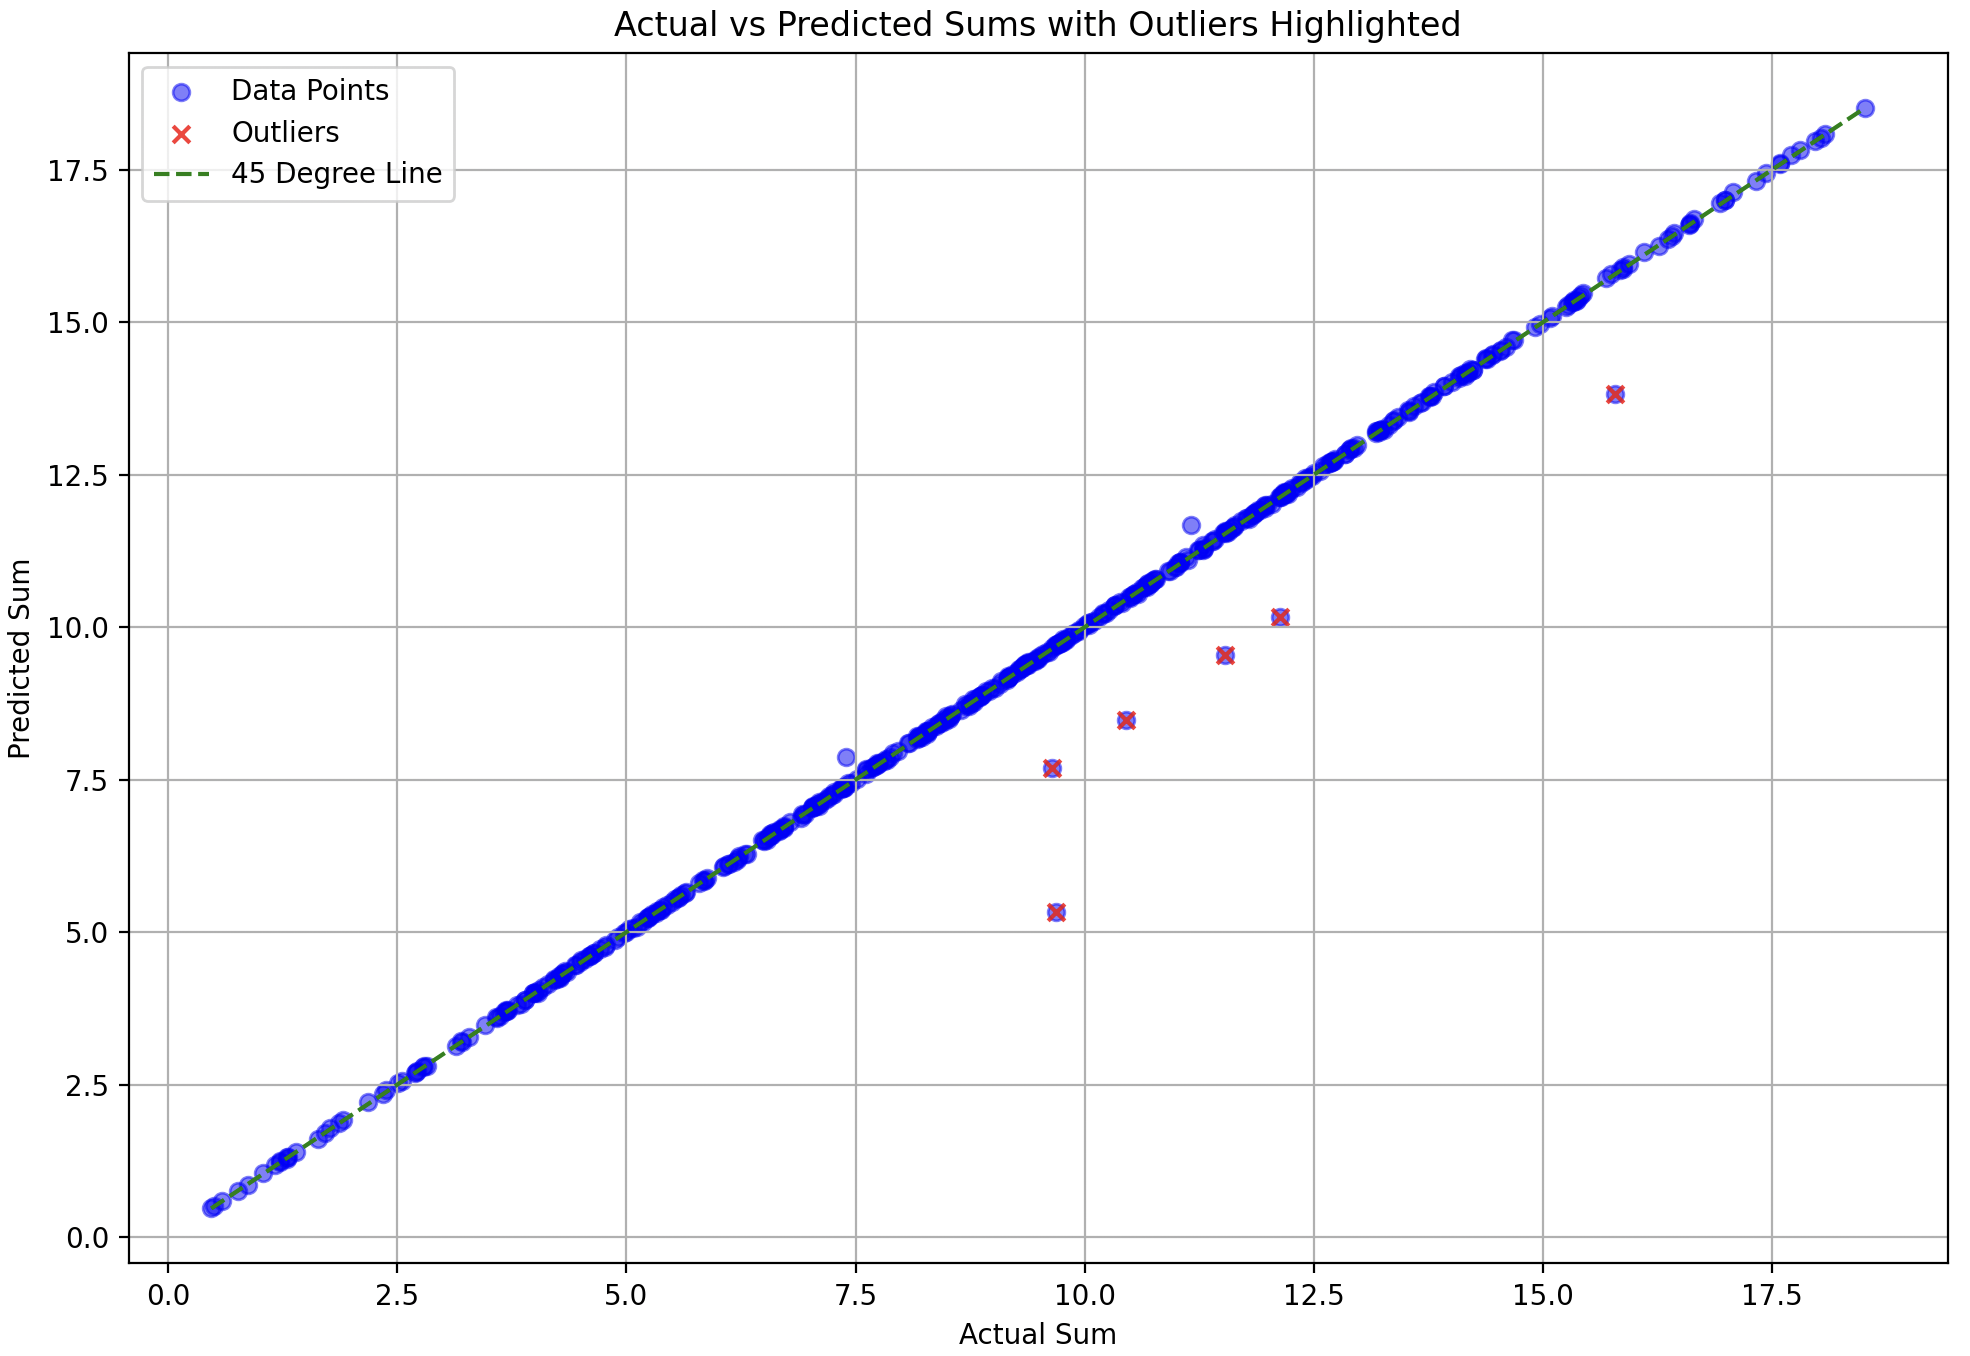 Actual vs Predicted Sums with Outliers Highlighted
Data Points
Outliers
45 Degree Line
17.5
15.0
12.5
10.0
7.5
5.0
2.5
0.0
Predicted Sum
0.0 2.5 5.0 7.5 10.0 12.5 15.0 17.5
Actual Sum